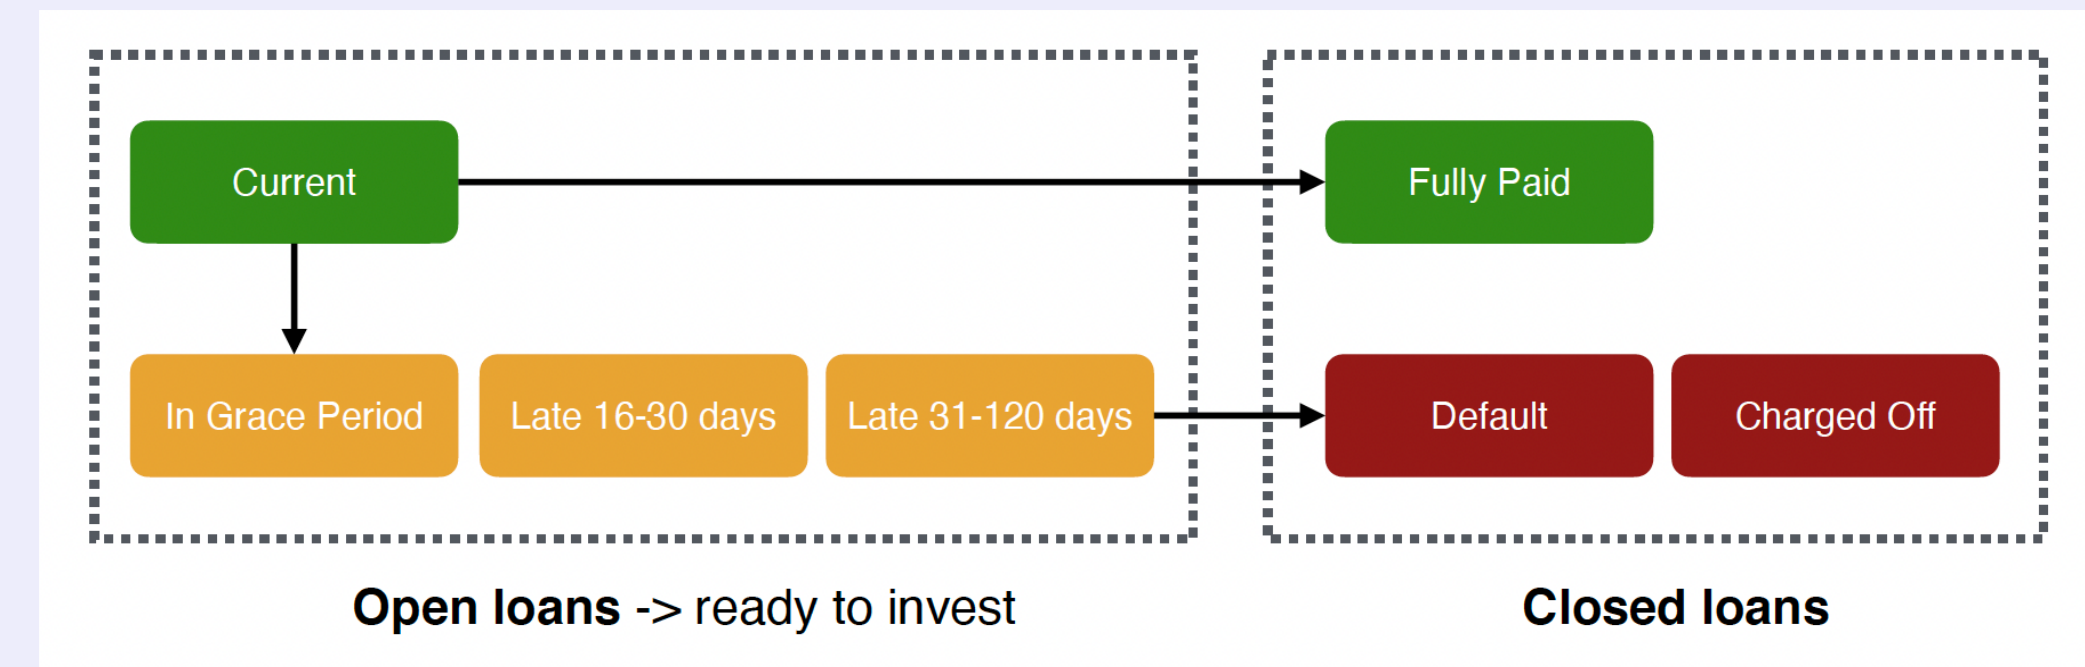 Current
Fully Paid
In Grace Period
Late 16-30 days
Late 31-120 days
Default
Charged Off
Open loans -> ready to invest
Closed loans